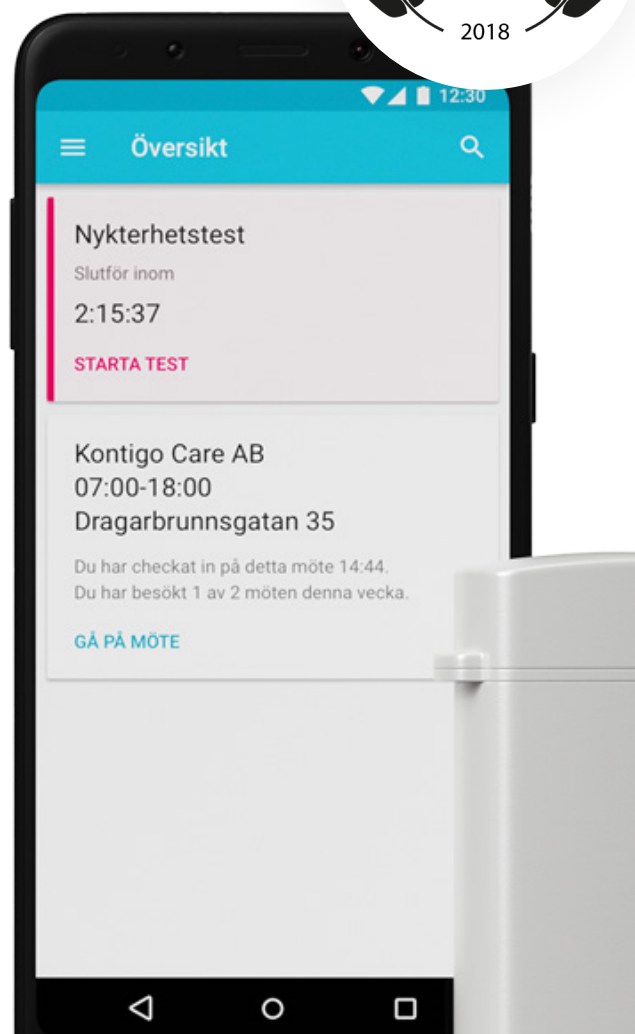 2018
12:30
Översikt
Nykterhetstest
Slutför inom
2:15:37
STARTA TEST
Kontigo Care AB
07:00-18:00
Dragarbrunnsgatan 35
Du har checkat in på detta möte 14:44.
Du har besökt 1 av 2 möten denna vecka.
GÅ PÅ MÖTE